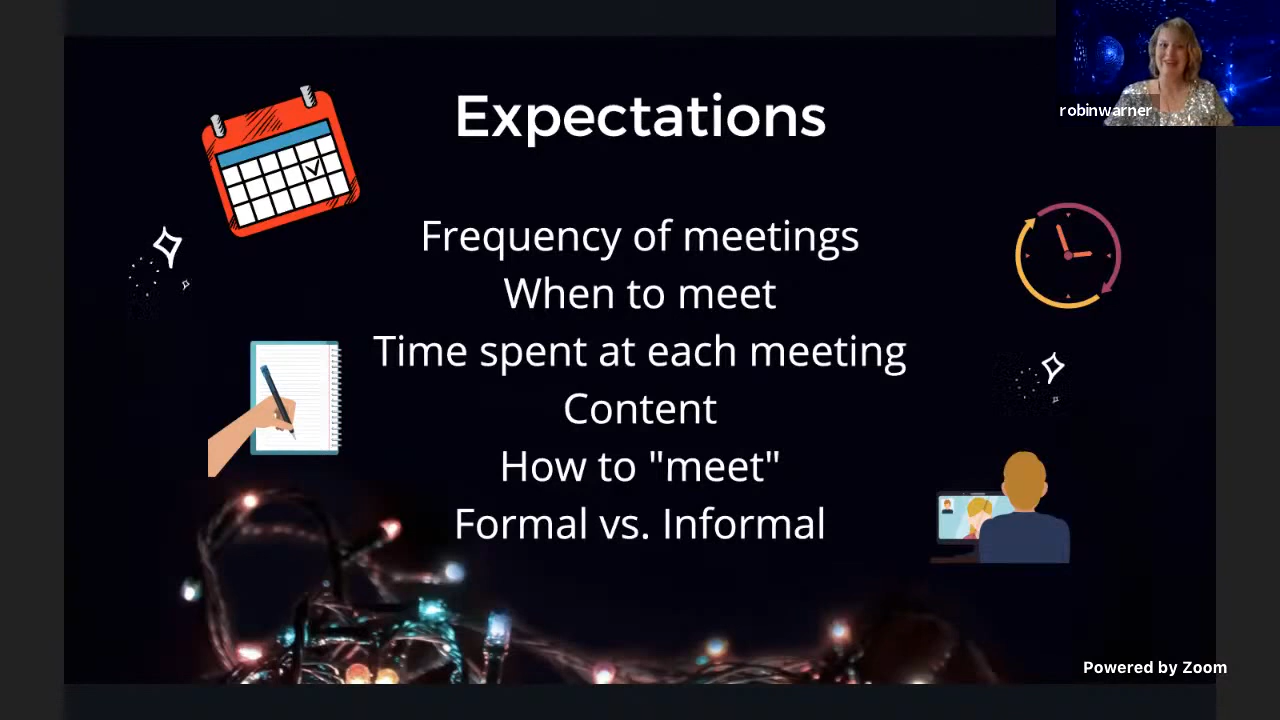 Expectations
robinwarner
Frequency of meetings
When to meet
Time spent at each meeting
Content
How to "meet"
Formal vs. Informal
Powered by Zoom